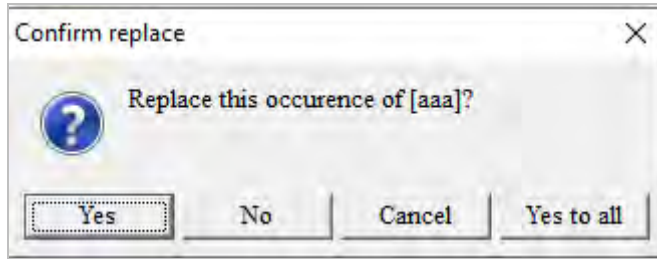 Confirm replace
Replace this occurence of [aaa]?
Yes No Cancel Yes to all